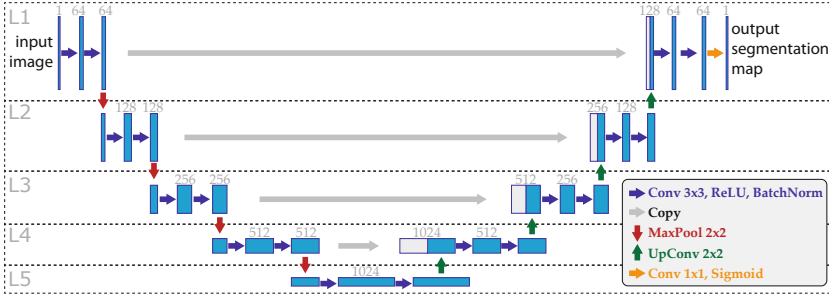 L1
1 64 64
input
image
128 64 64 1
output
segmentation
map
L2
128 128
256 128
L3
256 256
512 256
L4
512 512
1024 512
L5
1024
Conv 3x3, ReLU, BatchNorm
Copy
MaxPool 2x2
UpConv 2x2
Conv 1x1, Sigmoid